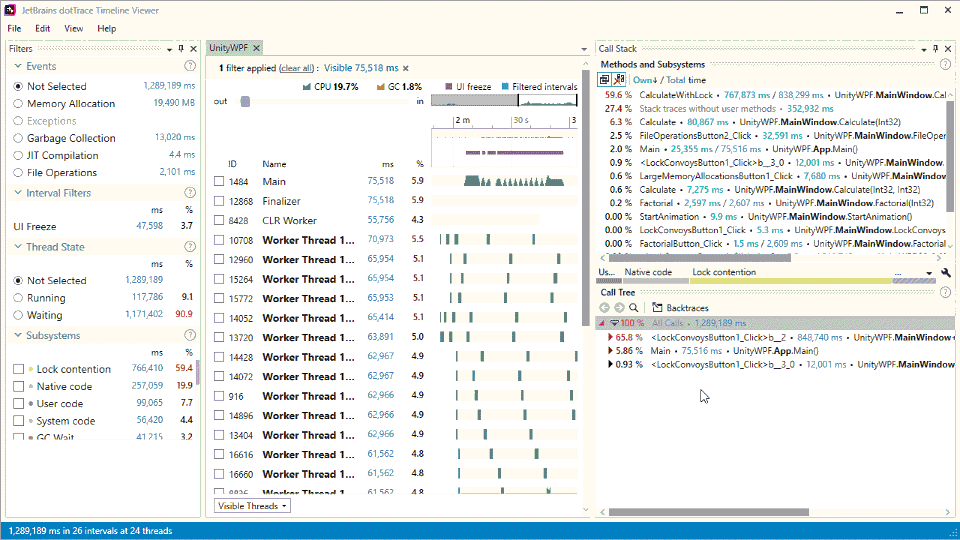 JetBrains dotTrace Timeline Viewer
File Edit View Help
Filters
Events
Not Selected 1,289,189 ms
Memory Allocation 19,490 MB
Exceptions
Garbage Collection 13,020 ms
JIT Compilation 4.4 ms
File Operations 2,101 ms
Interval Filters
ms %
UI Freeze 47,598 3.7
Thread State
ms %
Not Selected 1,289,189
Running 117,786 9.1
Waiting 1,171,402 90.9
Subsystems
ms %
Lock contention 766,410 59.4
Native code 257,059 19.9
User code 99,065 7.7
System code 56,420 4.4
GC Wait 41,215 3.2
UnityWPF
1 filter applied (clear all) : Visible 75,518 ms
CPU 19.7% GC 1.8% UI freeze Filtered intervals
out in
2 m 30 s 3
ID Name ms %
1484 Main 75,518 5.9
12868 Finalizer 75,518 5.9
8428 CLR Worker 55,756 4.3
10708 Worker Thread 1... 70,973 5.5
12960 Worker Thread 1... 65,954 5.1
15264 Worker Thread 1... 65,954 5.1
15772 Worker Thread 1... 65,953 5.1
14052 Worker Thread 1... 65,414 5.1
13720 Worker Thread 1... 63,891 5.0
14428 Worker Thread 1... 62,967 4.9
14072 Worker Thread 1... 62,967 4.9
916 Worker Thread 1... 62,966 4.9
14896 Worker Thread 1... 62,966 4.9
13404 Worker Thread 1... 62,966 4.9
16616 Worker Thread 1... 61,562 4.8
16660 Worker Thread 1... 61,562 4.8
8836 Worker Thread 1... 61,562 4.8
Visible Threads
Call Stack
Methods and Subsystems
Own↓ / Total time
59.6 % CalculateWithLock • 767,873 ms / 838,299 ms • UnityWPF.MainWindow.Cal
27.4 % Stack traces without user methods • 352,932 ms
6.3 % Calculate • 80,867 ms • UnityWPF.MainWindow.Calculate(Int32)
2.5 % FileOperationsButton2_Click • 32,591 ms • UnityWPF.MainWindow.FileOper
2.0 % Main • 25,355 ms / 75,516 ms • UnityWPF.App.Main()
0.9 % <LockConvoysButton1_Click>b__3_0 • 12,001 ms • UnityWPF.MainWindow.
0.6 % LargeMemoryAllocationsButton1_Click • 7,680 ms • UnityWPF.MainWindow.
0.6 % Calculate • 7,275 ms • UnityWPF.MainWindow.Calculate(Int32, Int32)
0.2 % Factorial • 2,597 ms / 2,607 ms • UnityWPF.MainWindow.Factorial(Int32)
0.00 % StartAnimation • 9.9 ms • UnityWPF.MainWindow.StartAnimation()
0.00 % LockConvoysButton1_Click • 5.3 ms • UnityWPF.MainWindow.LockConvoys
0.00 % FactorialButton_Click • 1.5 ms / 2,609 ms • UnityWPF.MainWindow.Factorial
Us... Native code Lock contention ...
Call Tree
Backtraces
100 % All Calls • 1,289,189 ms
65.8 % <LockConvoysButton1_Click>b__2 • 848,740 ms • UnityWPF.MainWindow+
5.86 % Main • 75,516 ms • UnityWPF.App.Main()
0.93 % <LockConvoysButton1_Click>b__3_0 • 12,001 ms • UnityWPF.MainWindow
1,289,189 ms in 26 intervals at 24 threads